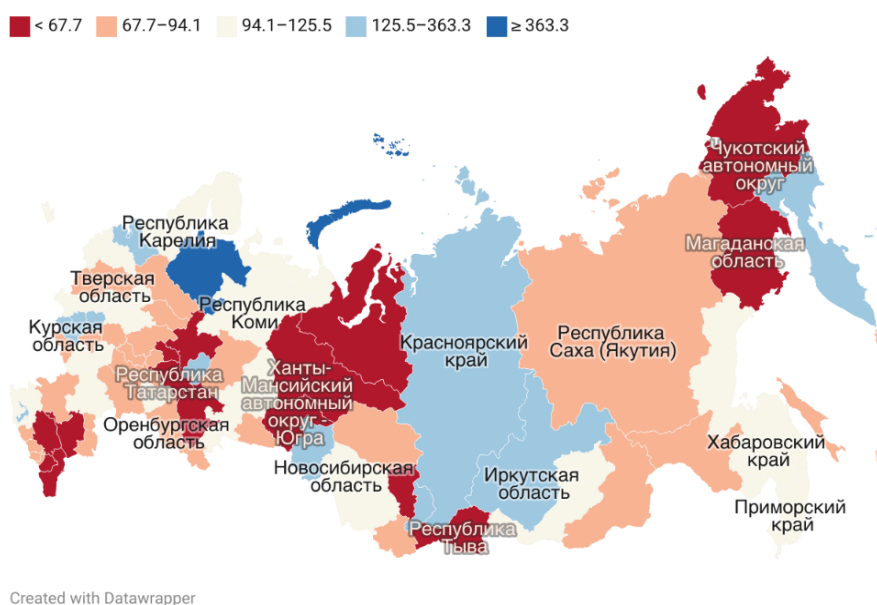 < 67.7 67.7–94.1 94.1–125.5 125.5–363.3 ≥ 363.3
Чукотский
автономный
округ
Республика
Карелия
Магаданская
область
Тверская
область
Республика
Коми
Курская
область
Красноярский
край
Республика
Саха (Якутия)
Республика
Татарстан
Ханты-
Мансийский
автономный
округ -
Югра
Оренбургская
область
Хабаровский
край
Новосибирская
область
Иркутская
область
Приморский
край
Республика
Тыва
Created with Datawrapper